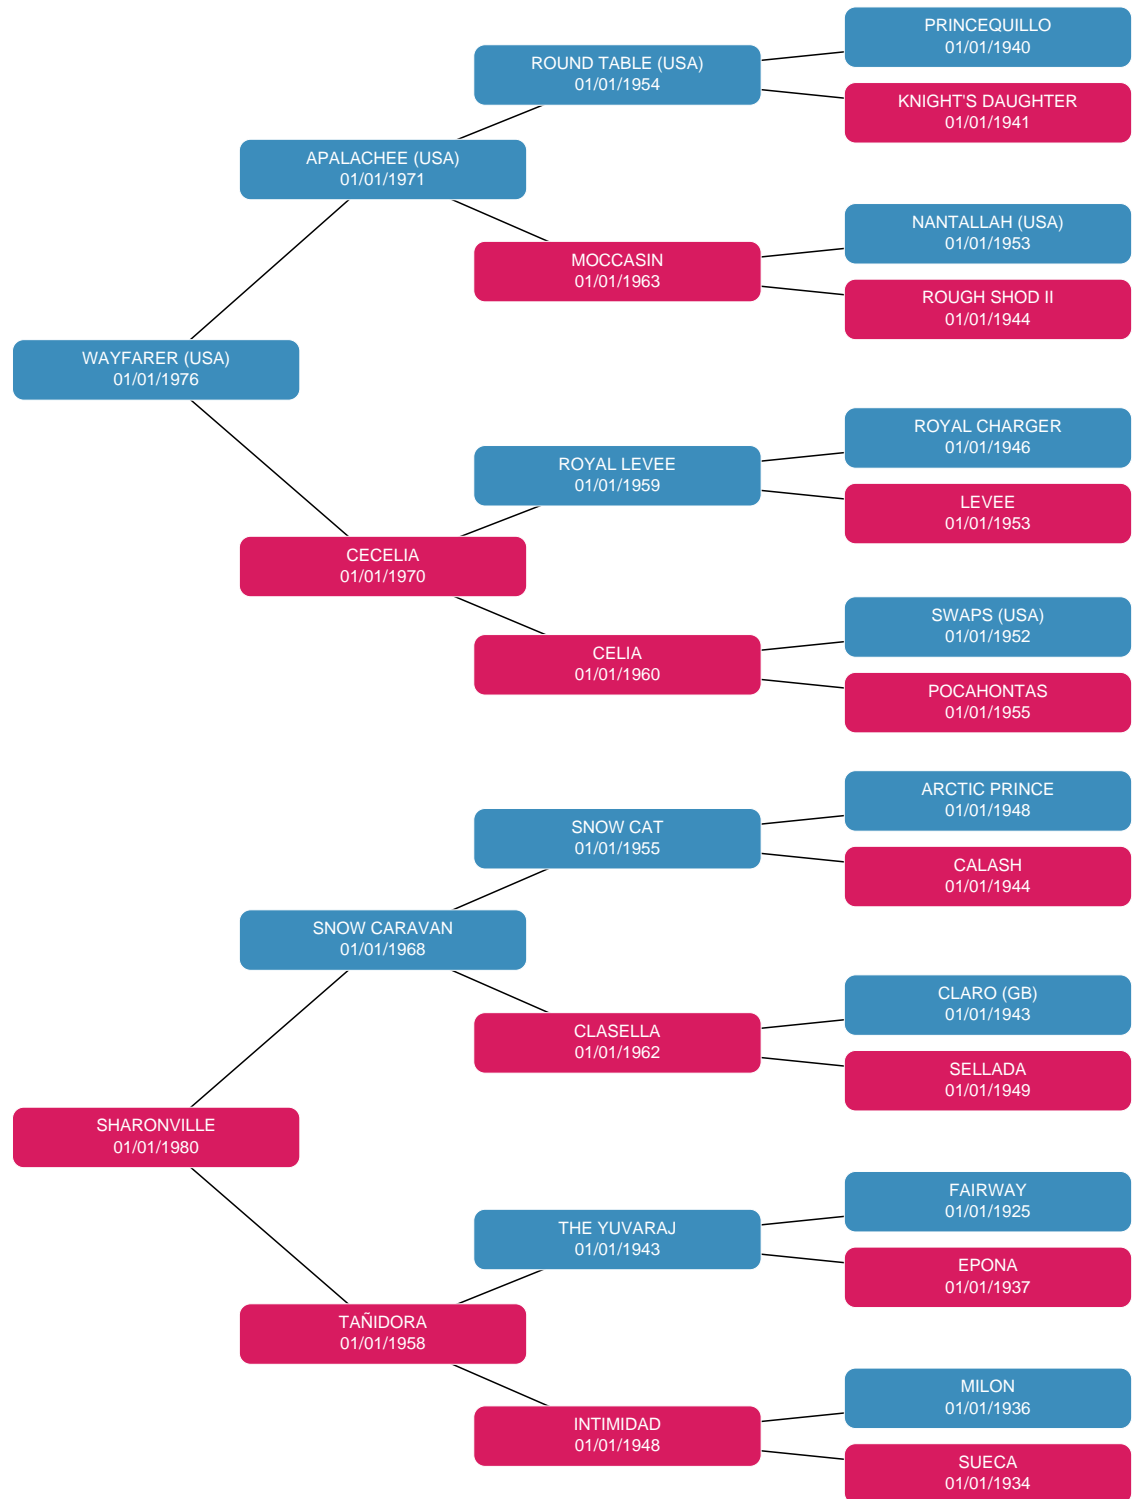 PRINCEQUILLO
01/01/1940
ROUND TABLE (USA)
01/01/1954
KNIGHT'S DAUGHTER
01/01/1941
APALACHEE (USA)
01/01/1971
NANTALLAH (USA)
01/01/1953
MOCCASIN
01/01/1963
ROUGH SHOD II
01/01/1944
WAYFARER (USA)
01/01/1976
ROYAL CHARGER
01/01/1946
ROYAL LEVEE
01/01/1959
LEVEE
01/01/1953
CECELIA
01/01/1970
SWAPS (USA)
01/01/1952
CELIA
01/01/1960
POCAHONTAS
01/01/1955
ARCTIC PRINCE
01/01/1948
SNOW CAT
01/01/1955
CALASH
01/01/1944
SNOW CARAVAN
01/01/1968
CLARO (GB)
01/01/1943
CLASELLA
01/01/1962
SELLADA
01/01/1949
SHARONVILLE
01/01/1980
FAIRWAY
01/01/1925
THE YUVARAJ
01/01/1943
EPONA
01/01/1937
TAÑIDORA
01/01/1958
MILON
01/01/1936
INTIMIDAD
01/01/1948
SUECA
01/01/1934